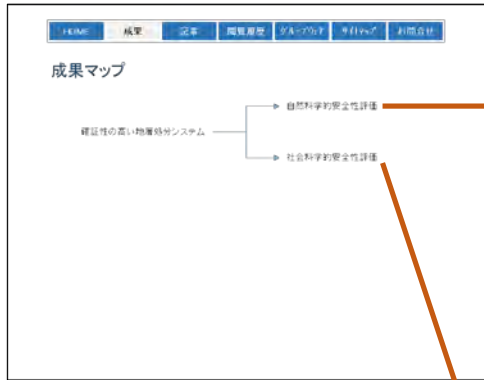 HOME 成果 記事 閲覧履歴 グループウェア サイトマップ お問合せ
成果マップ
自然科学的安全性評価
確証性の高い地層処分システム
社会科学的安全性評価